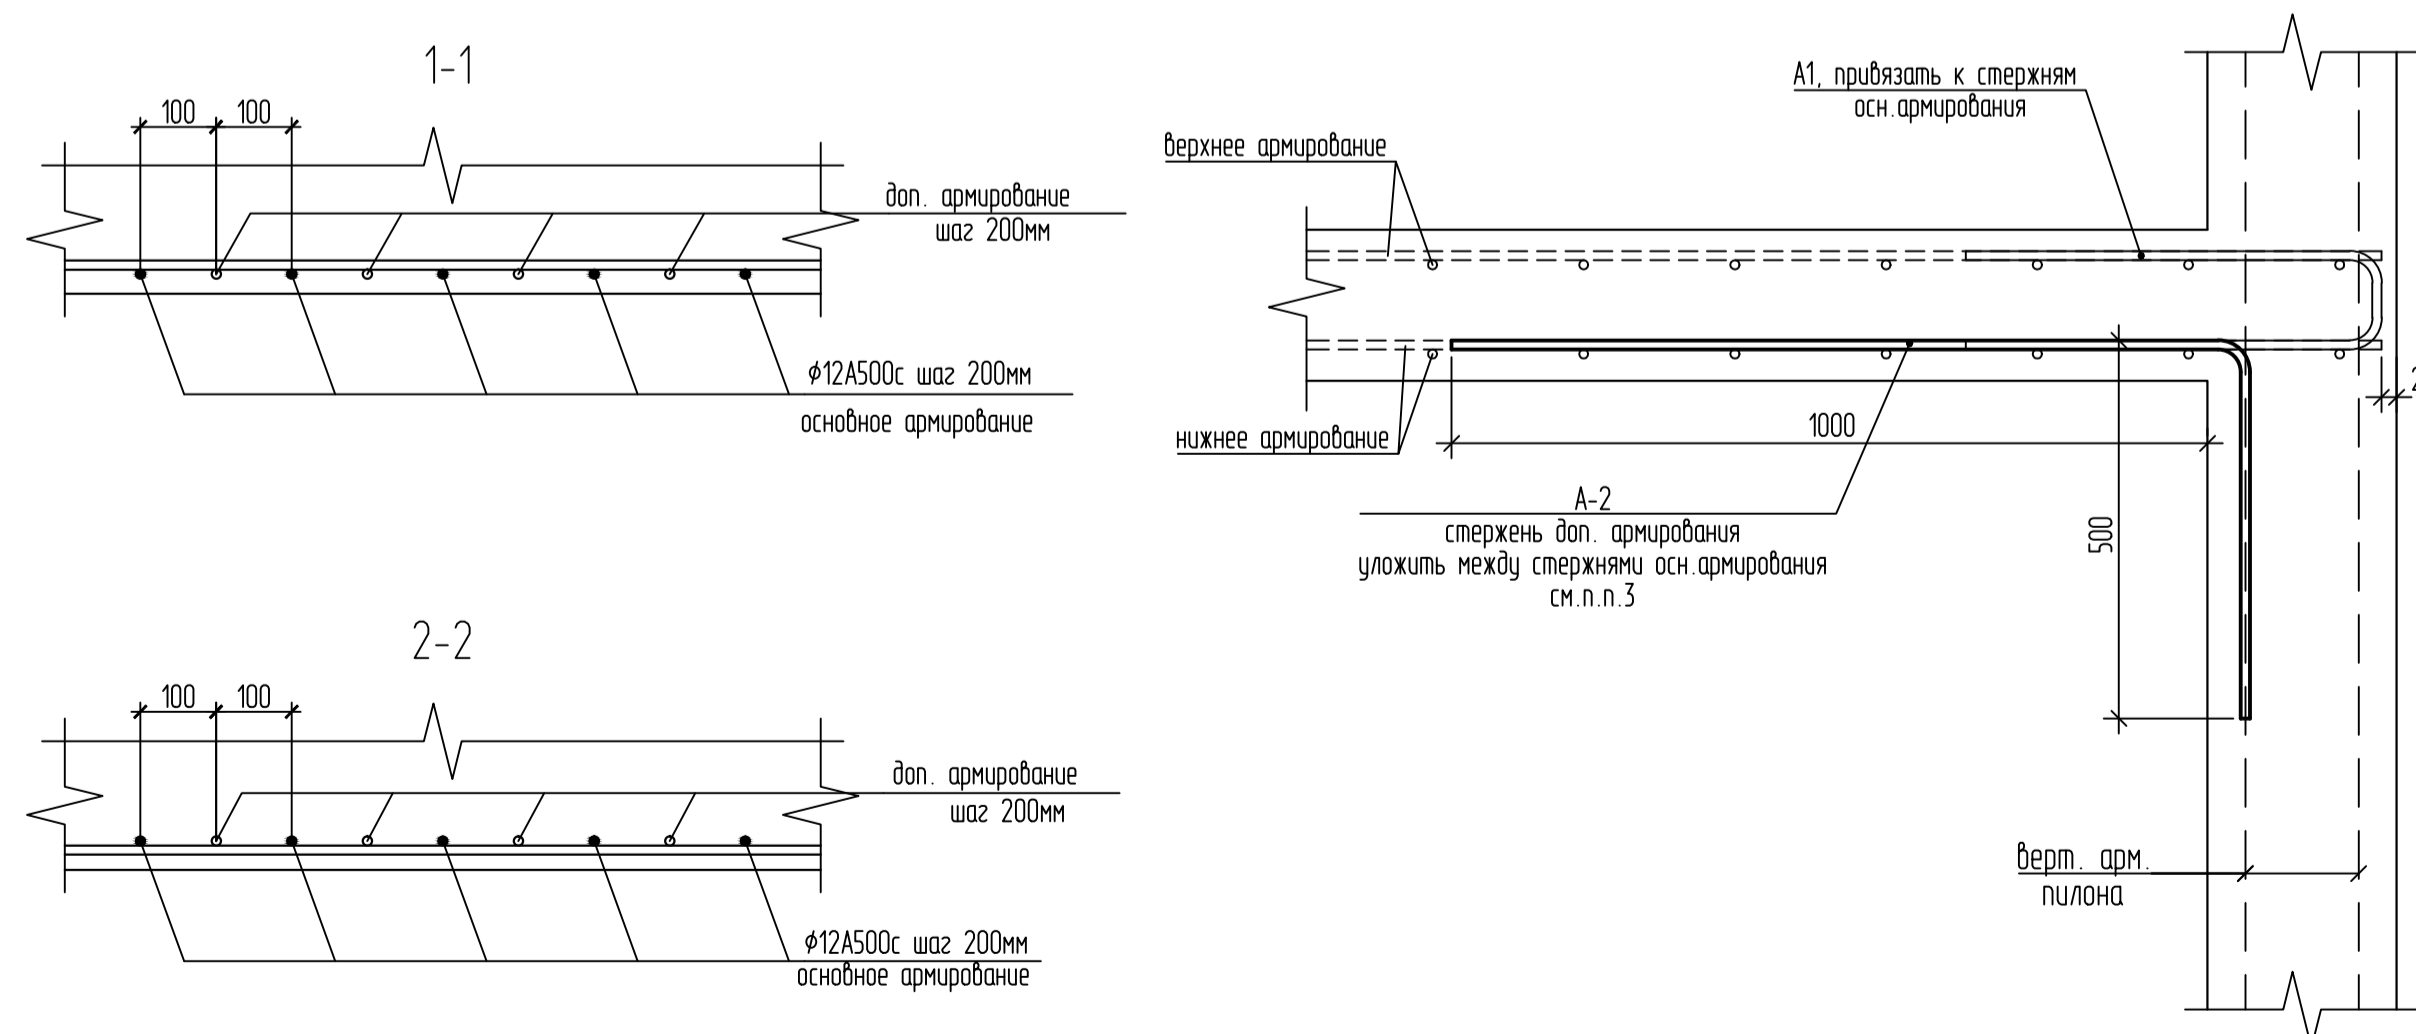 1-1
100 100
доп. армирование
шаг 200мм
ϕ12А500с шаг 200мм
основное армирование
2-2
100 100
доп. армирование
шаг 200мм
ϕ12А500с шаг 200мм
основное армирование
А1, привязать к стержням
осн.армирования
верхнее армирование
нижнее армирование
1000
А-2
стержень доп. армирования
уложить между стержнями осн.армирования
см.п.п.3
500
верт. арм.
пилона